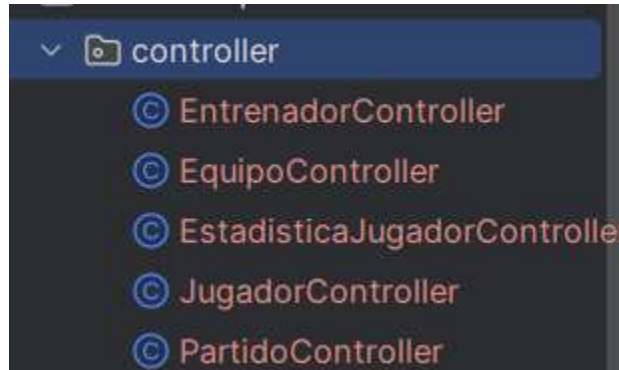 controller
EntrenadorController
EquipoController
EstadisticaJugadorControlle
JugadorController
PartidoController